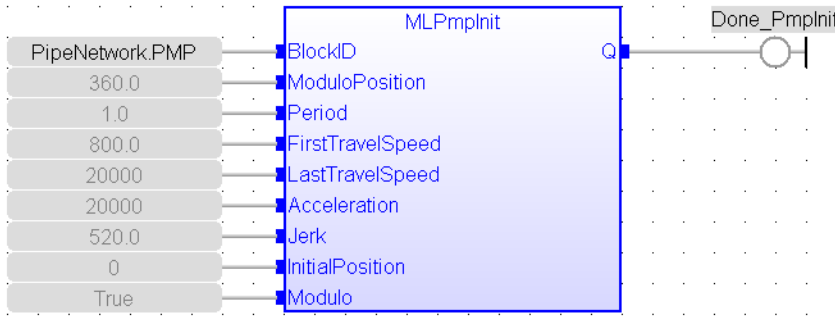 MLPmpInit
Done_PmpInit
PipeNetwork.PMP BlockID Q
360.0 ModuloPosition
1.0 Period
800.0 FirstTravelSpeed
20000 LastTravelSpeed
20000 Acceleration
520.0 Jerk
0 InitialPosition
True Modulo